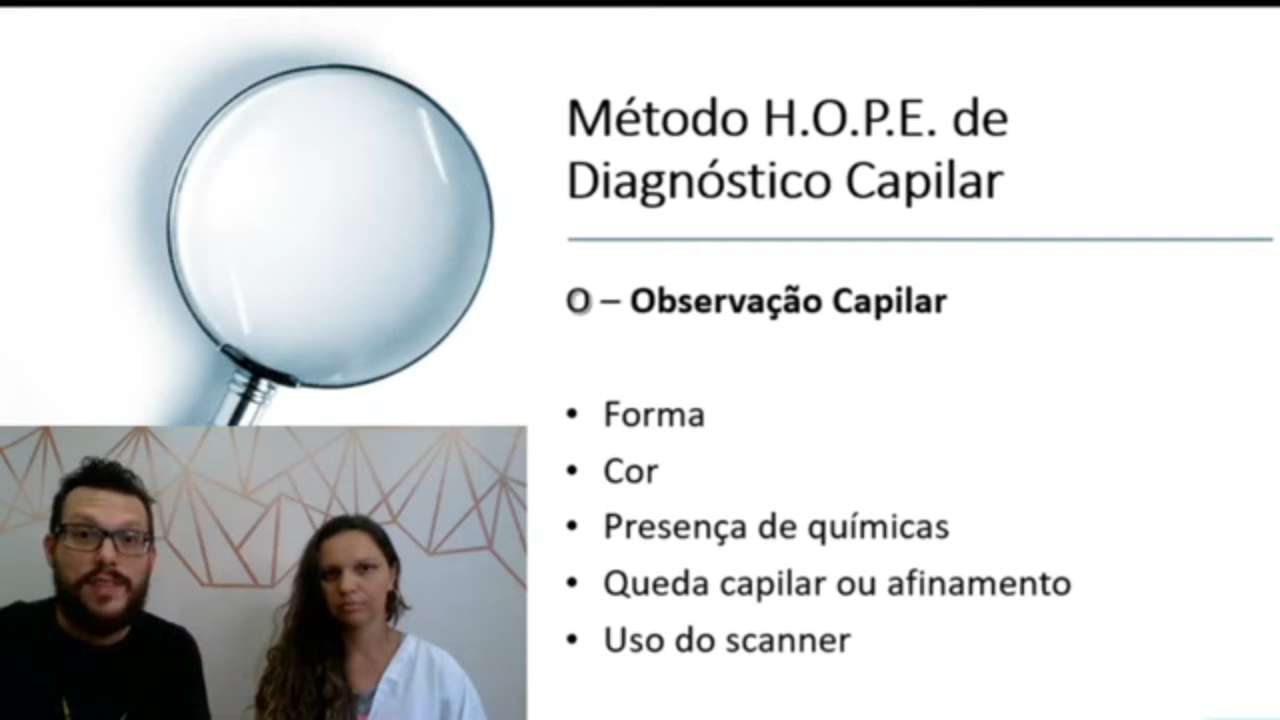 Método H.O.P.E. de
Diagnóstico Capilar
O – Observação Capilar
• Forma
• Cor
• Presença de químicas
• Queda capilar ou afinamento
• Uso do scanner